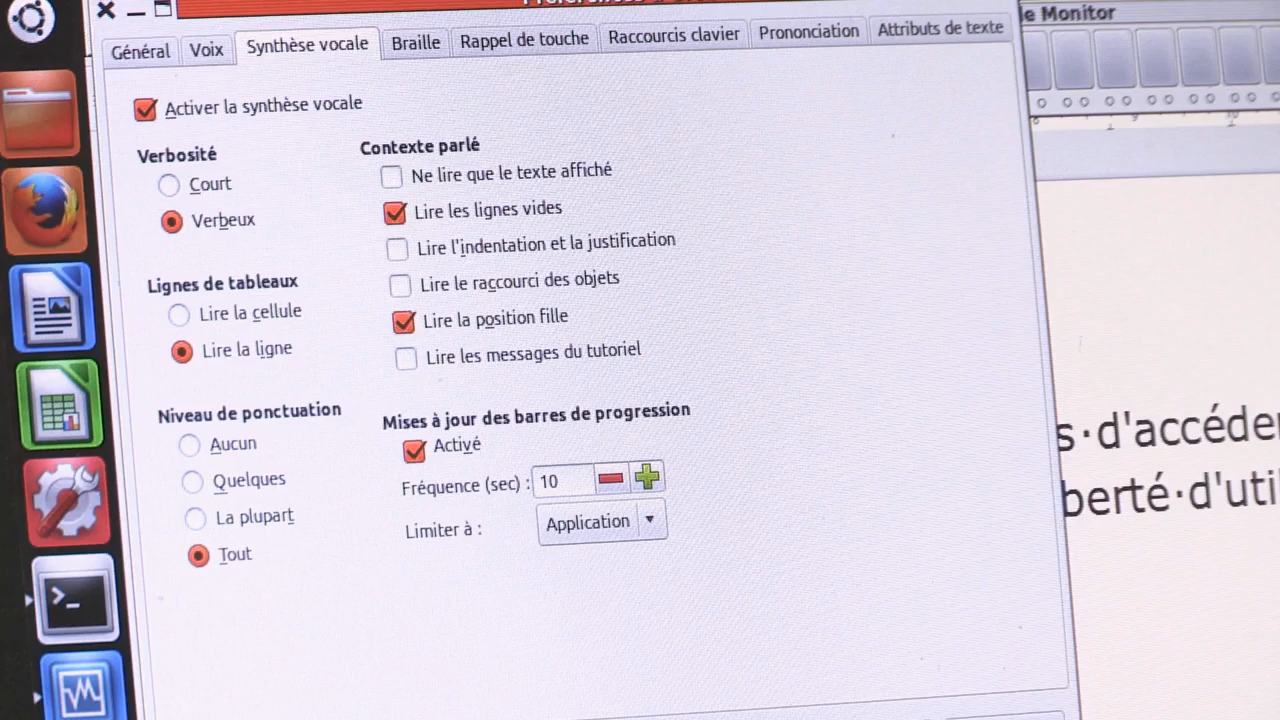 le Monitor
Général Voix Synthèse vocale Braille Rappel de touche Raccourcis clavier Prononciation Attributs de texte
Activer la synthèse vocale
Verbosité
Court
Verbeux
Lignes de tableaux
Lire la cellule
Lire la ligne
Niveau de ponctuation
Aucun
Quelques
La plupart
Tout
Contexte parlé
Ne lire que le texte affiché
Lire les lignes vides
Lire l'indentation et la justification
Lire le raccourci des objets
Lire la position fille
Lire les messages du tutoriel
Mises à jour des barres de progression
Activé
Fréquence (sec) : 10
Limiter à : Application
s·d'accéder
berté·d'uti